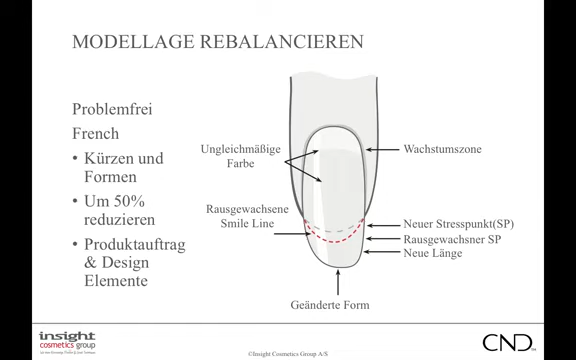 MODELLAGE REBALANCIEREN
Problemfrei
French
• Kürzen und
Formen
• Um 50%
reduzieren
• Produktauftrag
& Design
Elemente
Ungleichmäßige
Farbe
Rausgewachsene
Smile Line
Wachstumszone
Neuer Stresspunkt(SP)
Rausgewachsner SP
Neue Länge
Geänderte Form
insight
cosmetics group
©Insight Cosmetics Group A/S
CND